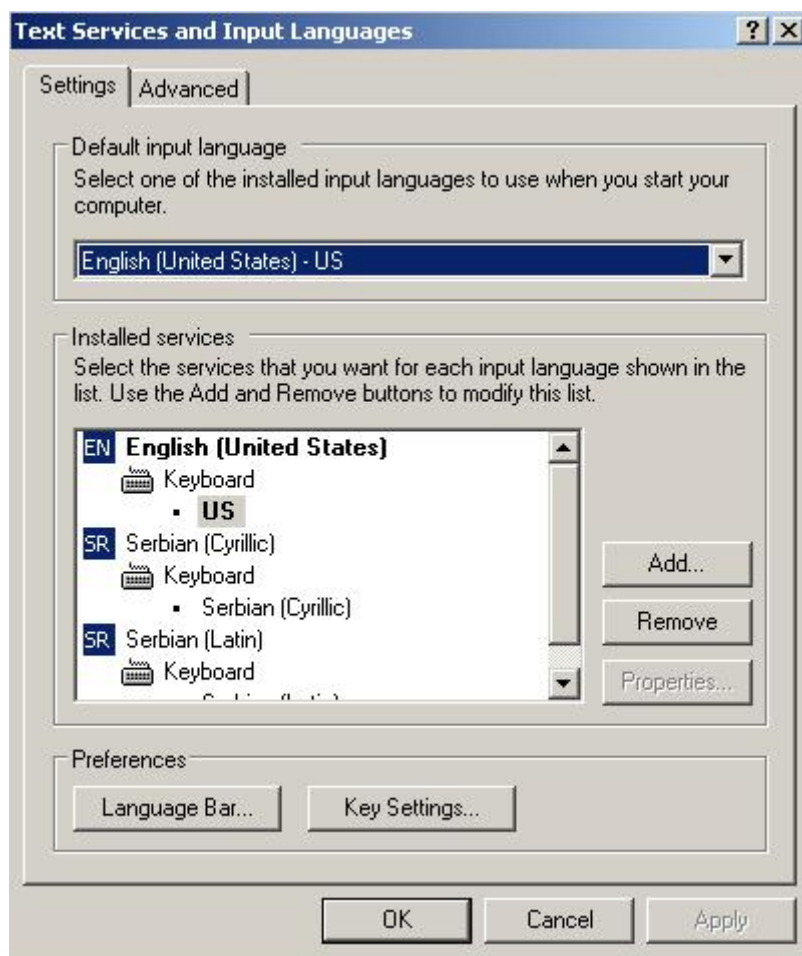 Text Services and Input Languages
Settings
Advanced
Default input language
Select one of the installed input languages to use when you start your
computer.
English (United States) - US
Installed services
Select the services that you want for each input language shown in the
list. Use the Add and Remove buttons to modify this list.
EN English (United States)
Keyboard
US
SR Serbian (Cyrillic)
Keyboard
Serbian (Cyrillic)
SR Serbian (Latin)
Keyboard
Add...
Remove
Properties...
Preferences
Language Bar...
Key Settings...
OK
Cancel
Apply